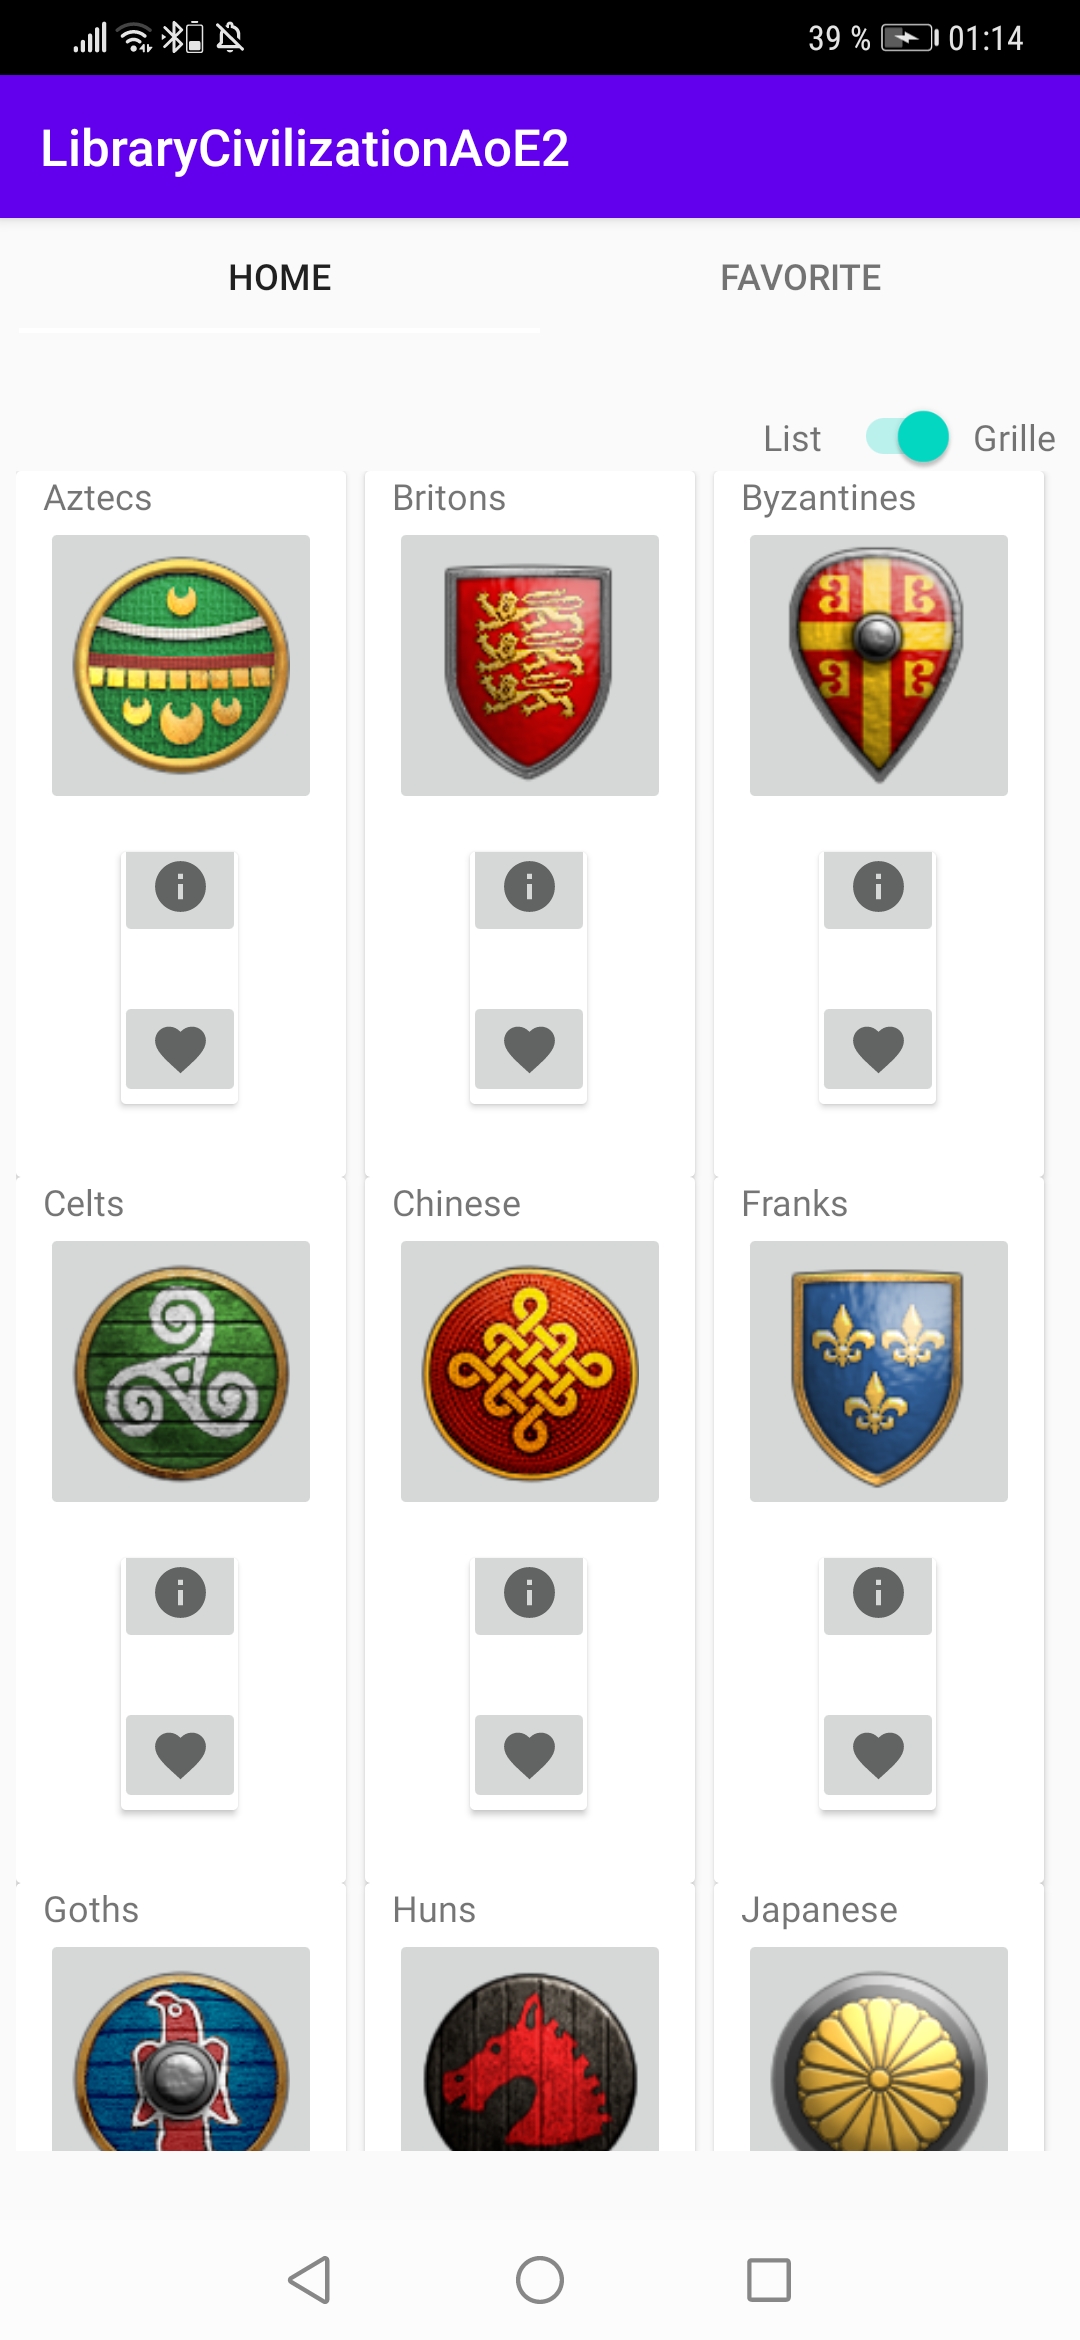 39 % 01:14
LibraryCivilizationAoE2
HOME FAVORITE
List Grille
Aztecs Britons Byzantines
Celts Chinese Franks
Goths Huns Japanese